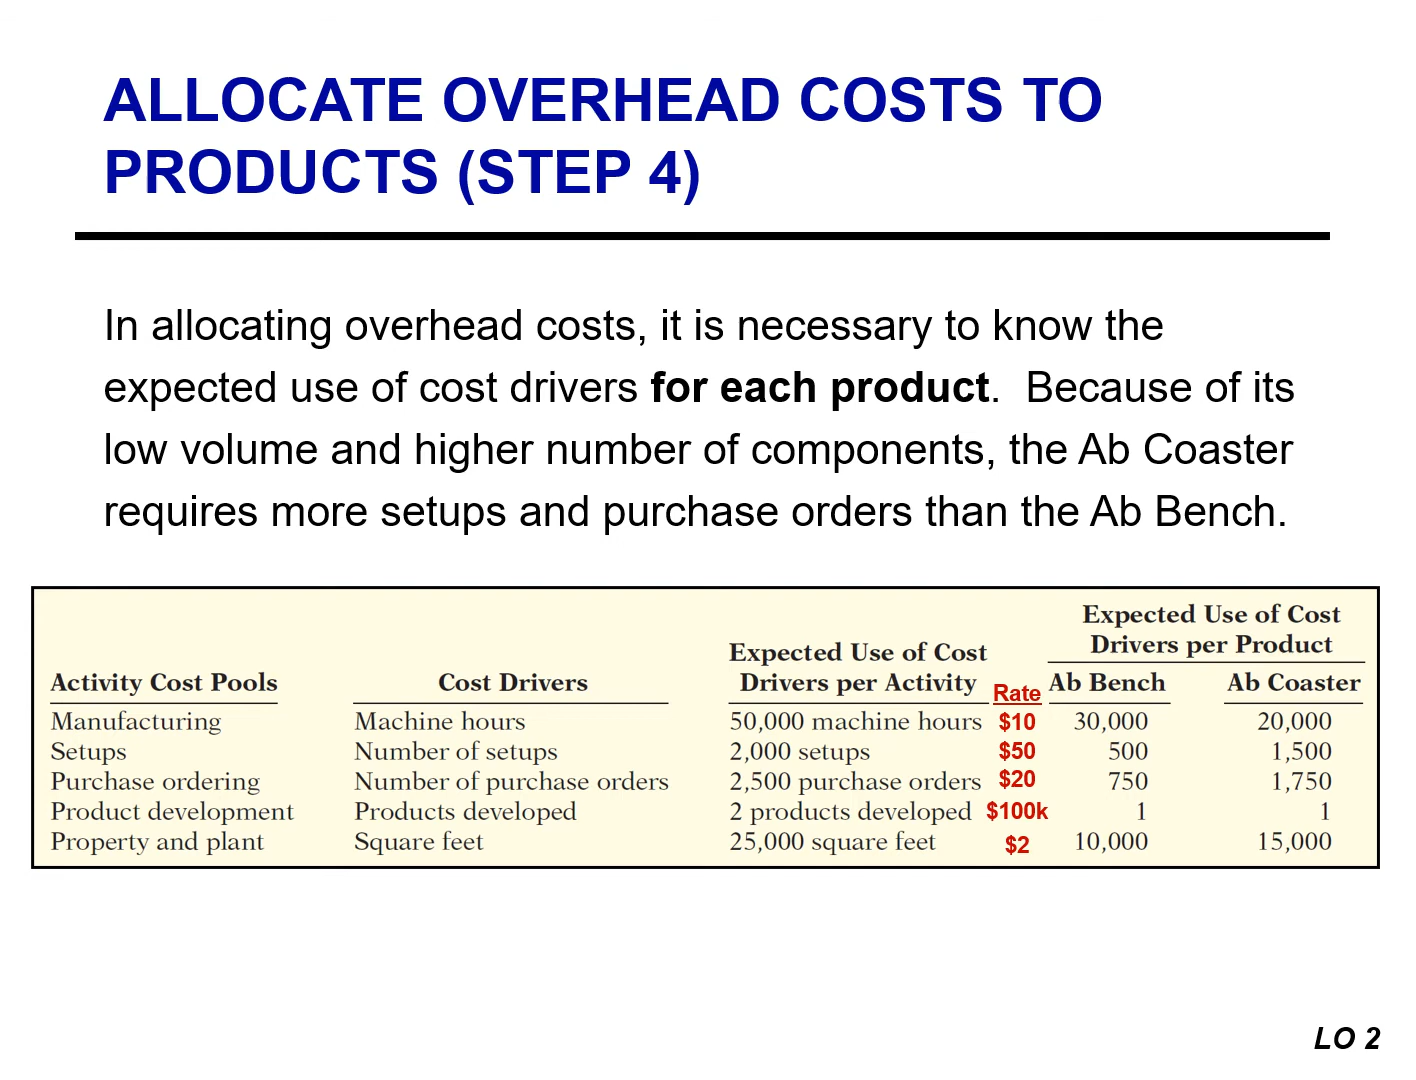 ALLOCATE OVERHEAD COSTS TO
PRODUCTS (STEP 4)
In allocating overhead costs, it is necessary to know the
expected use of cost drivers for each product. Because of its
low volume and higher number of components, the Ab Coaster
requires more setups and purchase orders than the Ab Bench.
Expected Use of Cost
Drivers per Product
Expected Use of Cost
Activity Cost Pools Cost Drivers Drivers per Activity Rate Ab Bench Ab Coaster
Manufacturing Machine hours 50,000 machine hours $10 30,000 20,000
Setups Number of setups 2,000 setups $50 500 1,500
Purchase ordering Number of purchase orders 2,500 purchase orders $20 750 1,750
Product development Products developed 2 products developed $100k 1 1
Property and plant Square feet 25,000 square feet $2 10,000 15,000
LO 2